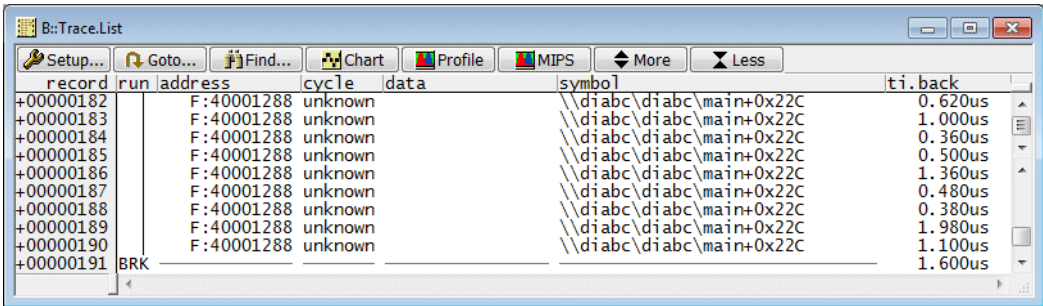 B::Trace.List
Setup... Goto... Find... Chart Profile MIPS More Less
record run address cycle data symbol ti.back
+00000182 F:40001288 unknown \\diabc\diabc\main+0x22C 0.620us
+00000183 F:40001288 unknown \\diabc\diabc\main+0x22C 1.000us
+00000184 F:40001288 unknown \\diabc\diabc\main+0x22C 0.360us
+00000185 F:40001288 unknown \\diabc\diabc\main+0x22C 0.500us
+00000186 F:40001288 unknown \\diabc\diabc\main+0x22C 1.360us
+00000187 F:40001288 unknown \\diabc\diabc\main+0x22C 0.480us
+00000188 F:40001288 unknown \\diabc\diabc\main+0x22C 0.380us
+00000189 F:40001288 unknown \\diabc\diabc\main+0x22C 1.980us
+00000190 F:40001288 unknown \\diabc\diabc\main+0x22C 1.100us
+00000191 BRK 1.600us